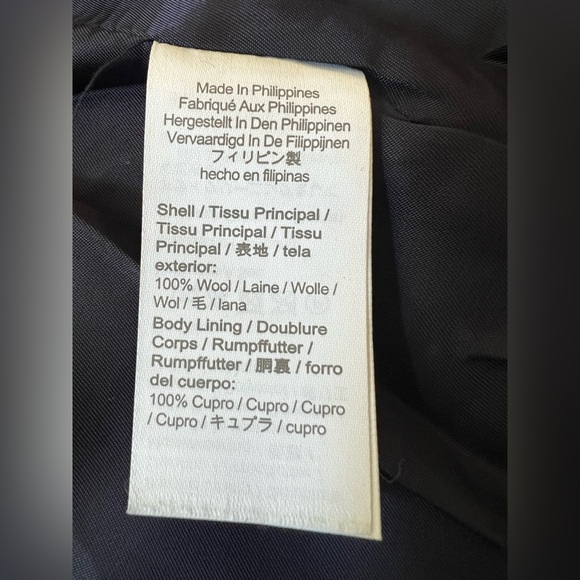 Made In Philippines
Fabriqué Aux Philippines
Hergestellt In Den Philippinen
Vervaardigd In De Filippijnen
フィリピン製
hecho en filipinas
Shell / Tissu Principal /
Tissu Principal / Tissu
Principal / 表地 / tela
exterior:
100% Wool / Laine / Wolle /
Wol / 毛 / lana
Body Lining / Doublure
Corps / Rumpffutter /
Rumpffutter / 胴裏 / forro
del cuerpo:
100% Cupro / Cupro / Cupro
/ Cupro / キュプラ / cupro